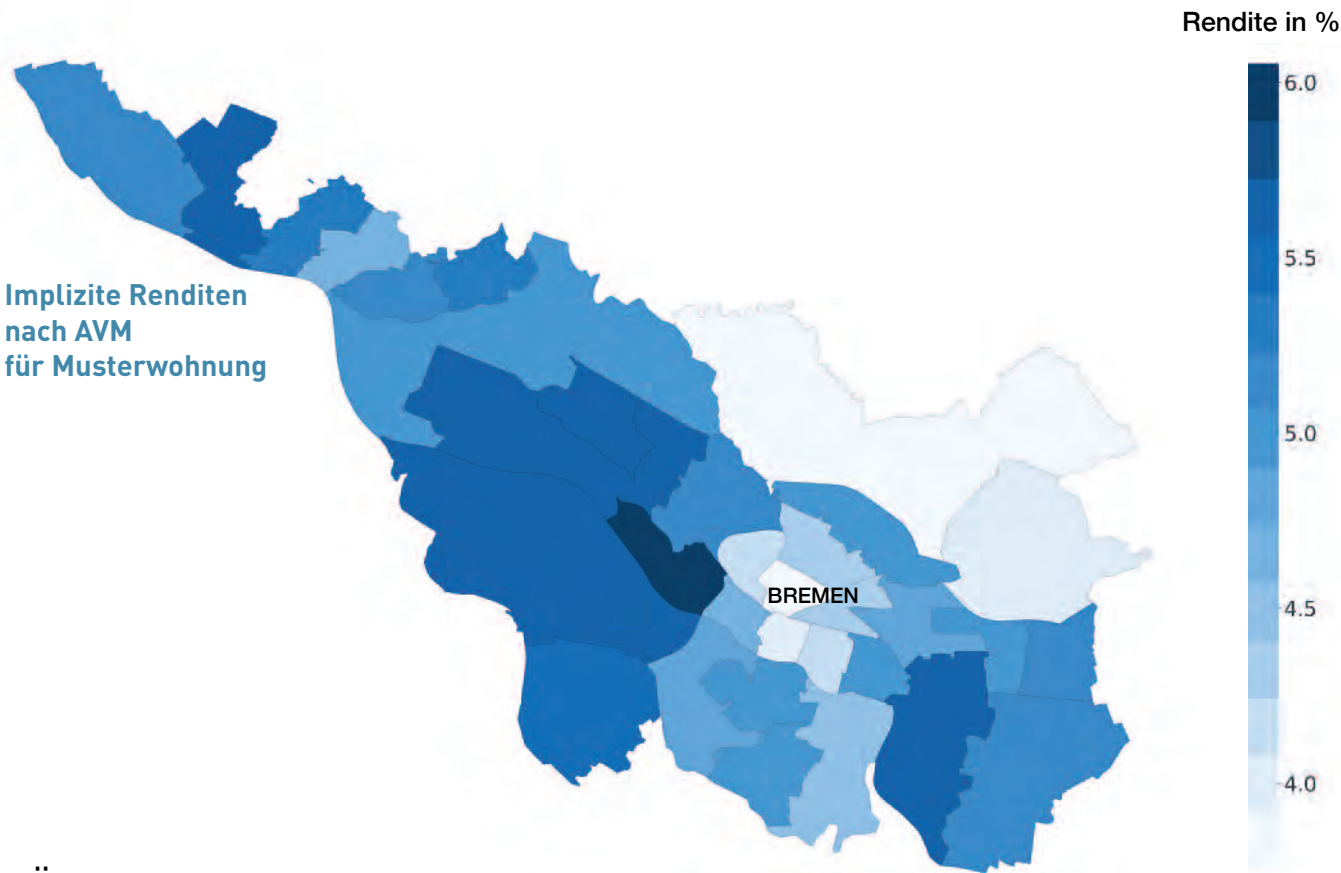 Rendite in %
6.0
5.5
Implizite Renditen
nach AVM
für Musterwohnung
5.0
BREMEN
4.5
4.0